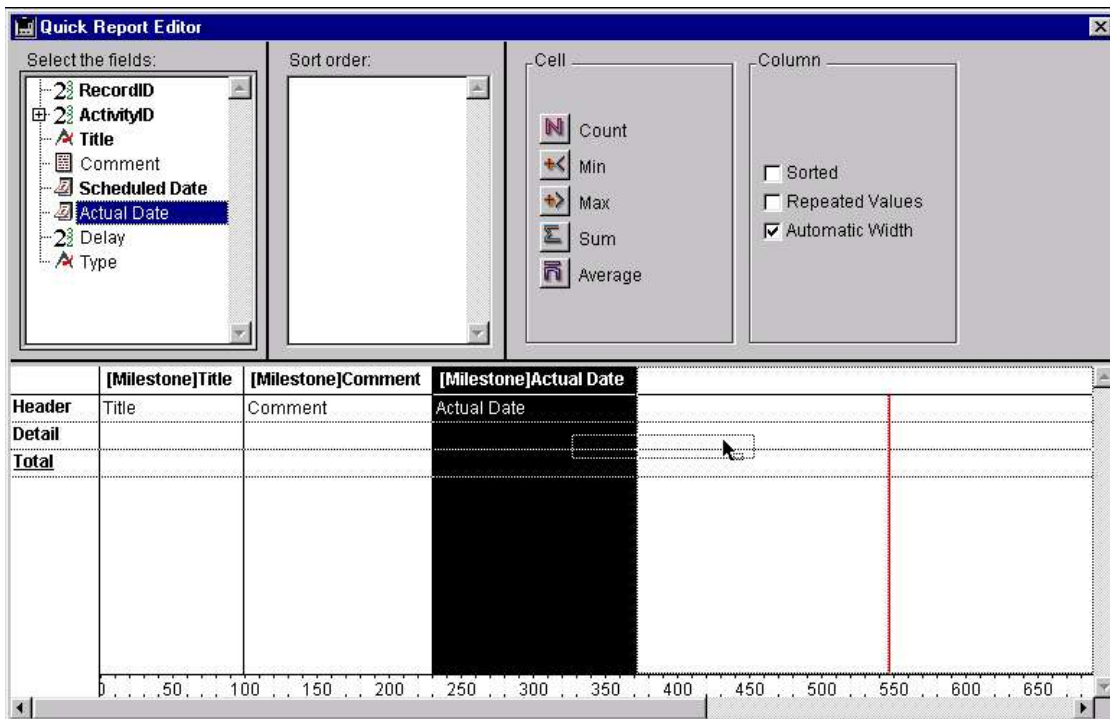 Quick Report Editor
Select the fields:
RecordID
ActivityID
Title
Comment
Scheduled Date
Actual Date
Delay
Type
Sort order:
Cell
Count
Min
Max
Sum
Average
Column
Sorted
Repeated Values
Automatic Width
[Milestone]Title [Milestone]Comment [Milestone]Actual Date
Header Title Comment Actual Date
Detail
Total
0 50 100 150 200 250 300 350 400 450 500 550 600 650